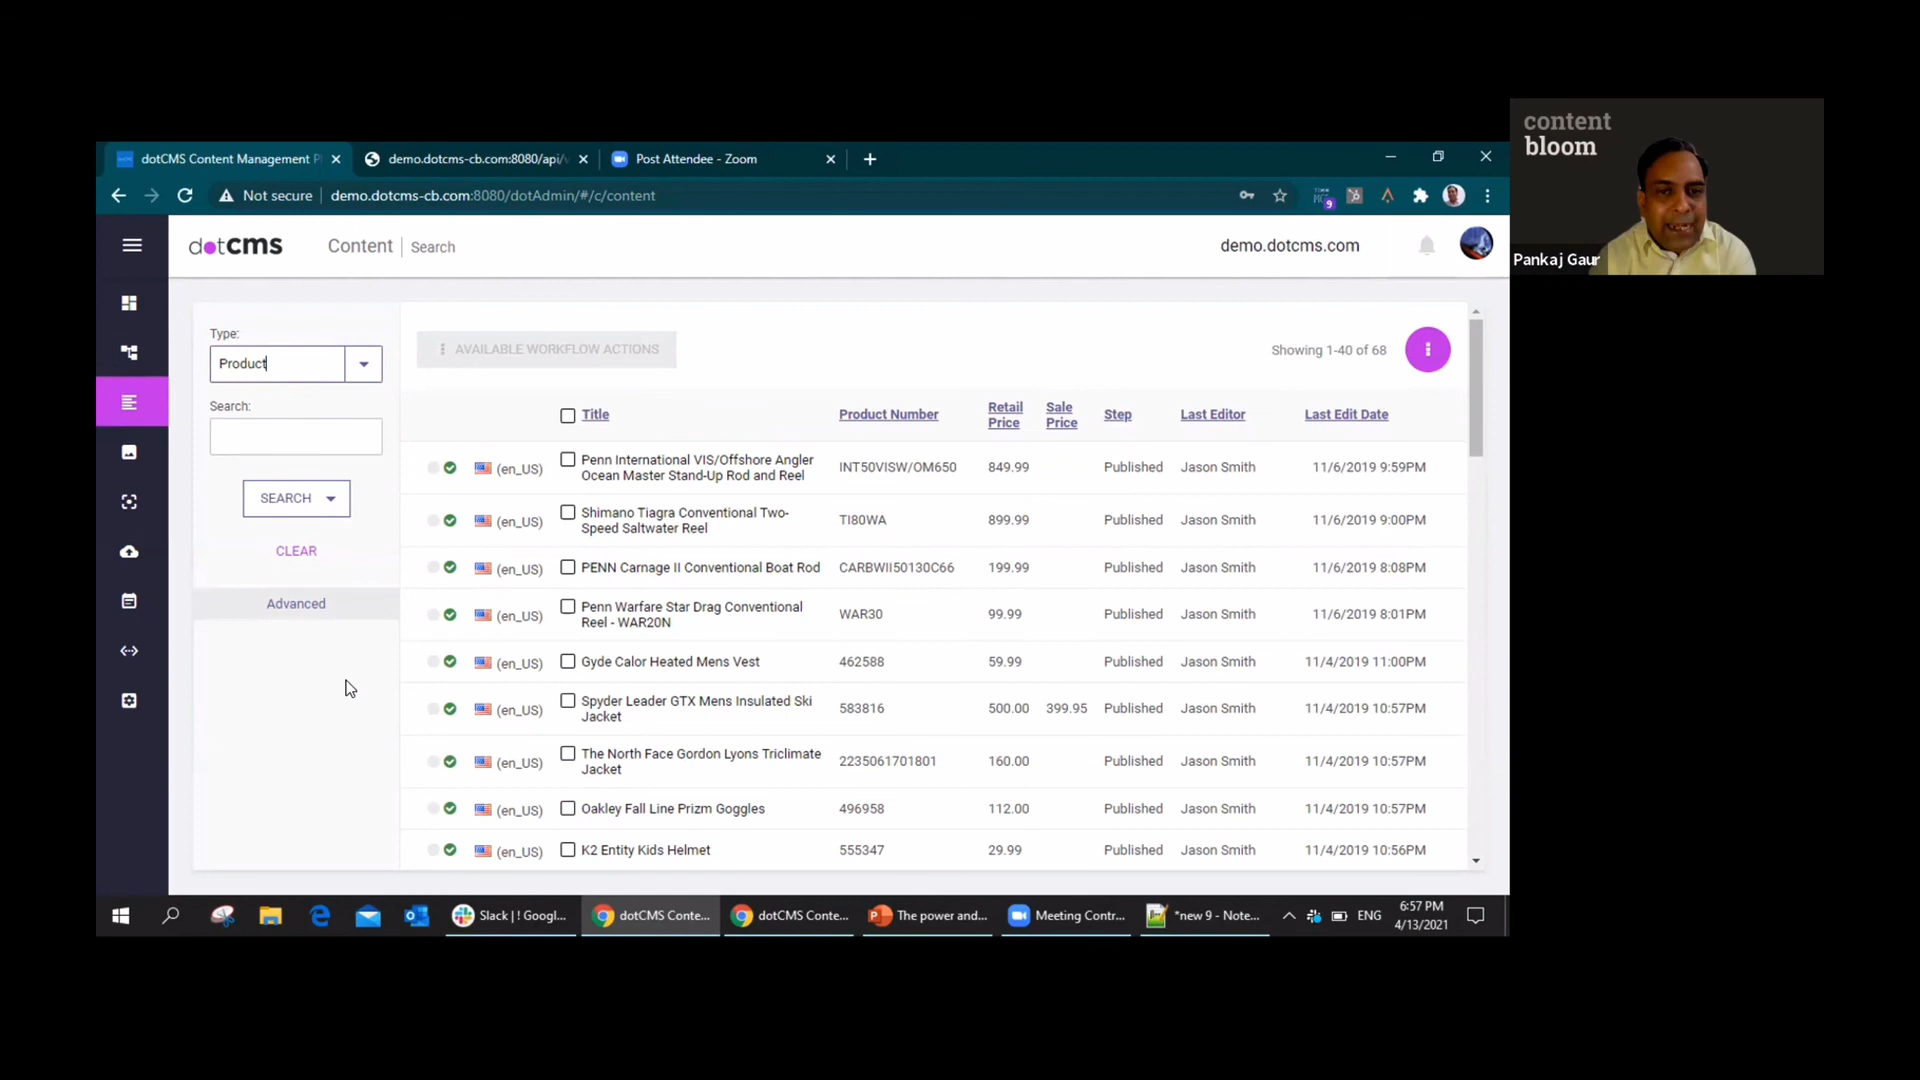 content
bloom
Pankaj Gaur
dotCMS Content Management P
demo.dotcms-cb.com:8080/api/
Post Attendee - Zoom
Not secure
demo.dotcms-cb.com:8080/dotAdmin/#/c/content
9
dotCMS
Content | Search
demo.dotcms.com
Type:
Product
Search:
SEARCH
CLEAR
Advanced
AVAILABLE WORKFLOW ACTIONS
Showing 1-40 of 68
Title Product Number Retail Price Sale Price Step Last Editor Last Edit Date
(en_US) Penn International VIS/Offshore Angler
Ocean Master Stand-Up Rod and Reel INT50VISW/OM650 849.99 Published Jason Smith 11/6/2019 9:59PM
(en_US) Shimano Tiagra Conventional Two-
Speed Saltwater Reel TI80WA 899.99 Published Jason Smith 11/6/2019 9:00PM
(en_US) PENN Carnage II Conventional Boat Rod CARBWII50130C66 199.99 Published Jason Smith 11/6/2019 8:08PM
(en_US) Penn Warfare Star Drag Conventional
Reel - WAR20N WAR30 99.99 Published Jason Smith 11/6/2019 8:01PM
(en_US) Gyde Calor Heated Mens Vest 462588 59.99 Published Jason Smith 11/4/2019 11:00PM
(en_US) Spyder Leader GTX Mens Insulated Ski
Jacket 583816 500.00 399.95 Published Jason Smith 11/4/2019 10:57PM
(en_US) The North Face Gordon Lyons Triclimate
Jacket 2235061701801 160.00 Published Jason Smith 11/4/2019 10:57PM
(en_US) Oakley Fall Line Prizm Goggles 496958 112.00 Published Jason Smith 11/4/2019 10:57PM
(en_US) K2 Entity Kids Helmet 555347 29.99 Published Jason Smith 11/4/2019 10:56PM
Slack | ! Googl...
dotCMS Conte...
dotCMS Conte...
The power and...
Meeting Contr...
*new 9 - Note...
ENG
6:57 PM
4/13/2021